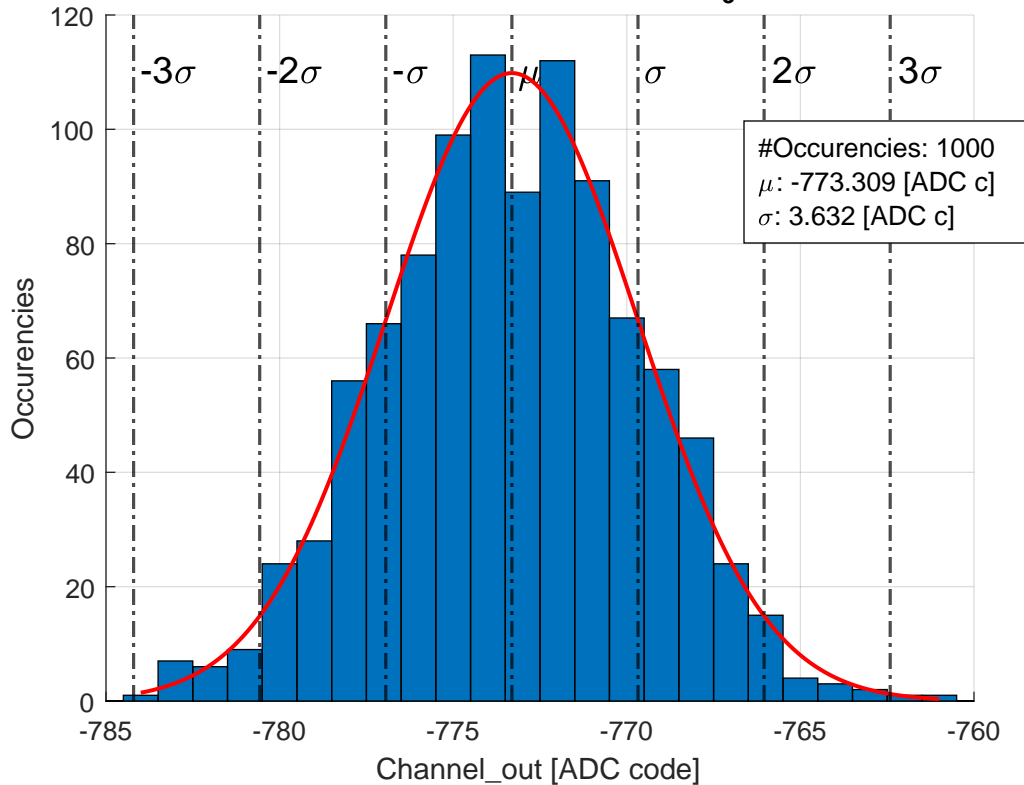 120
100
80
60
40
20
0
-3σ
-2σ
-σ
μ
σ
2σ
3σ
#Occurencies: 1000
μ: -773.309 [ADC c]
σ: 3.632 [ADC c]
Occurencies
-785
-780
-775
-770
-765
-760
Channel_out [ADC code]